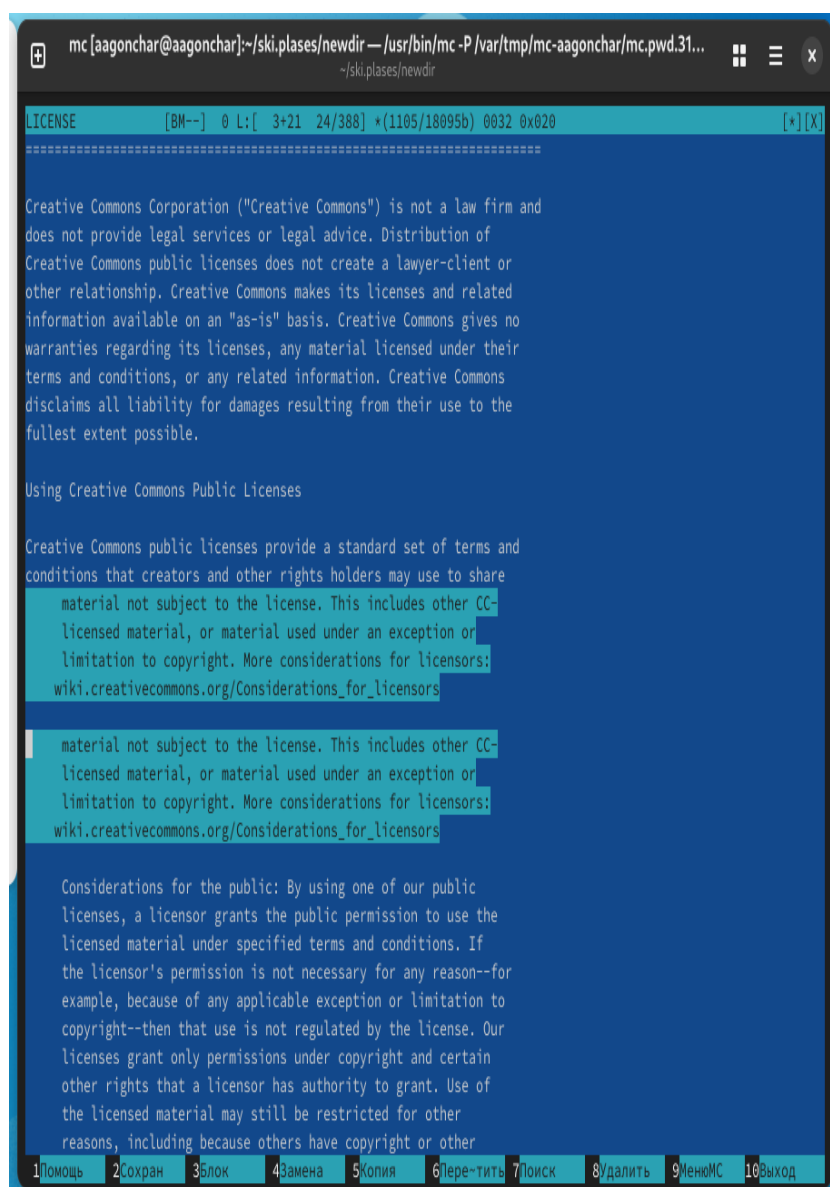 mc [aagonchar@aagonchar]:~/ski.plases/newdir — /usr/bin/mc -P /var/tmp/mc-aagonchar/mc.pwd.31...
~/ski.plases/newdir
LICENSE [BM--] 0 L:[ 3+21 24/388] *(1105/18095b) 0032 0x020 [*][X]
=======================================================================
Creative Commons Corporation ("Creative Commons") is not a law firm and
does not provide legal services or legal advice. Distribution of
Creative Commons public licenses does not create a lawyer-client or
other relationship. Creative Commons makes its licenses and related
information available on an "as-is" basis. Creative Commons gives no
warranties regarding its licenses, any material licensed under their
terms and conditions, or any related information. Creative Commons
disclaims all liability for damages resulting from their use to the
fullest extent possible.
Using Creative Commons Public Licenses
Creative Commons public licenses provide a standard set of terms and
conditions that creators and other rights holders may use to share
material not subject to the license. This includes other CC-
licensed material, or material used under an exception or
limitation to copyright. More considerations for licensors:
wiki.creativecommons.org/Considerations_for_licensors
material not subject to the license. This includes other CC-
licensed material, or material used under an exception or
limitation to copyright. More considerations for licensors:
wiki.creativecommons.org/Considerations_for_licensors
Considerations for the public: By using one of our public
licenses, a licensor grants the public permission to use the
licensed material under specified terms and conditions. If
the licensor's permission is not necessary for any reason--for
example, because of any applicable exception or limitation to
copyright--then that use is not regulated by the license. Our
licenses grant only permissions under copyright and certain
other rights that a licensor has authority to grant. Use of
the licensed material may still be restricted for other
reasons, including because others have copyright or other
1Помощь 2Сохран 3Блок 4Замена 5Копия 6Пере~тить 7Поиск 8Удалить 9МенюMC 10Выход